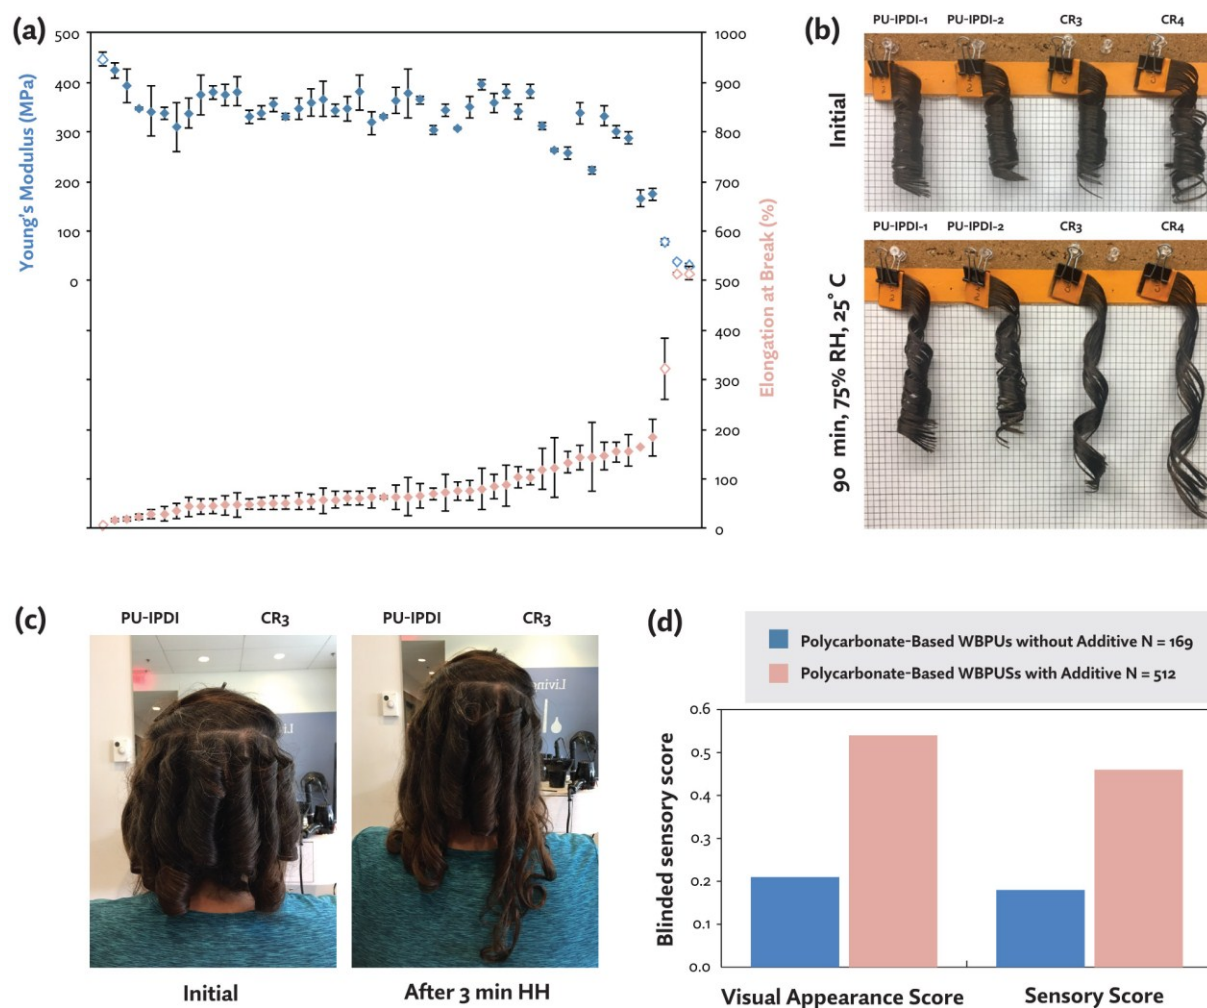 (a)
500
400
300
200
100
0
Young's Modulus (MPa)
1000
900
800
700
600
500
400
300
200
100
0
Elongation at Break (%)
(b)
PU-IPDI-1 PU-IPDI-2 CR3 CR4
Initial
PU-IPDI-1 PU-IPDI-2 CR3 CR4
90 min, 75% RH, 25° C
(c)
PU-IPDI CR3
PU-IPDI CR3
Initial
After 3 min HH
(d)
Polycarbonate-Based WBPUs without Additive N = 169
Polycarbonate-Based WBPUSs with Additive N = 512
0.6
0.5
0.4
0.3
0.2
0.1
0.0
Blinded sensory score
Visual Appearance Score
Sensory Score